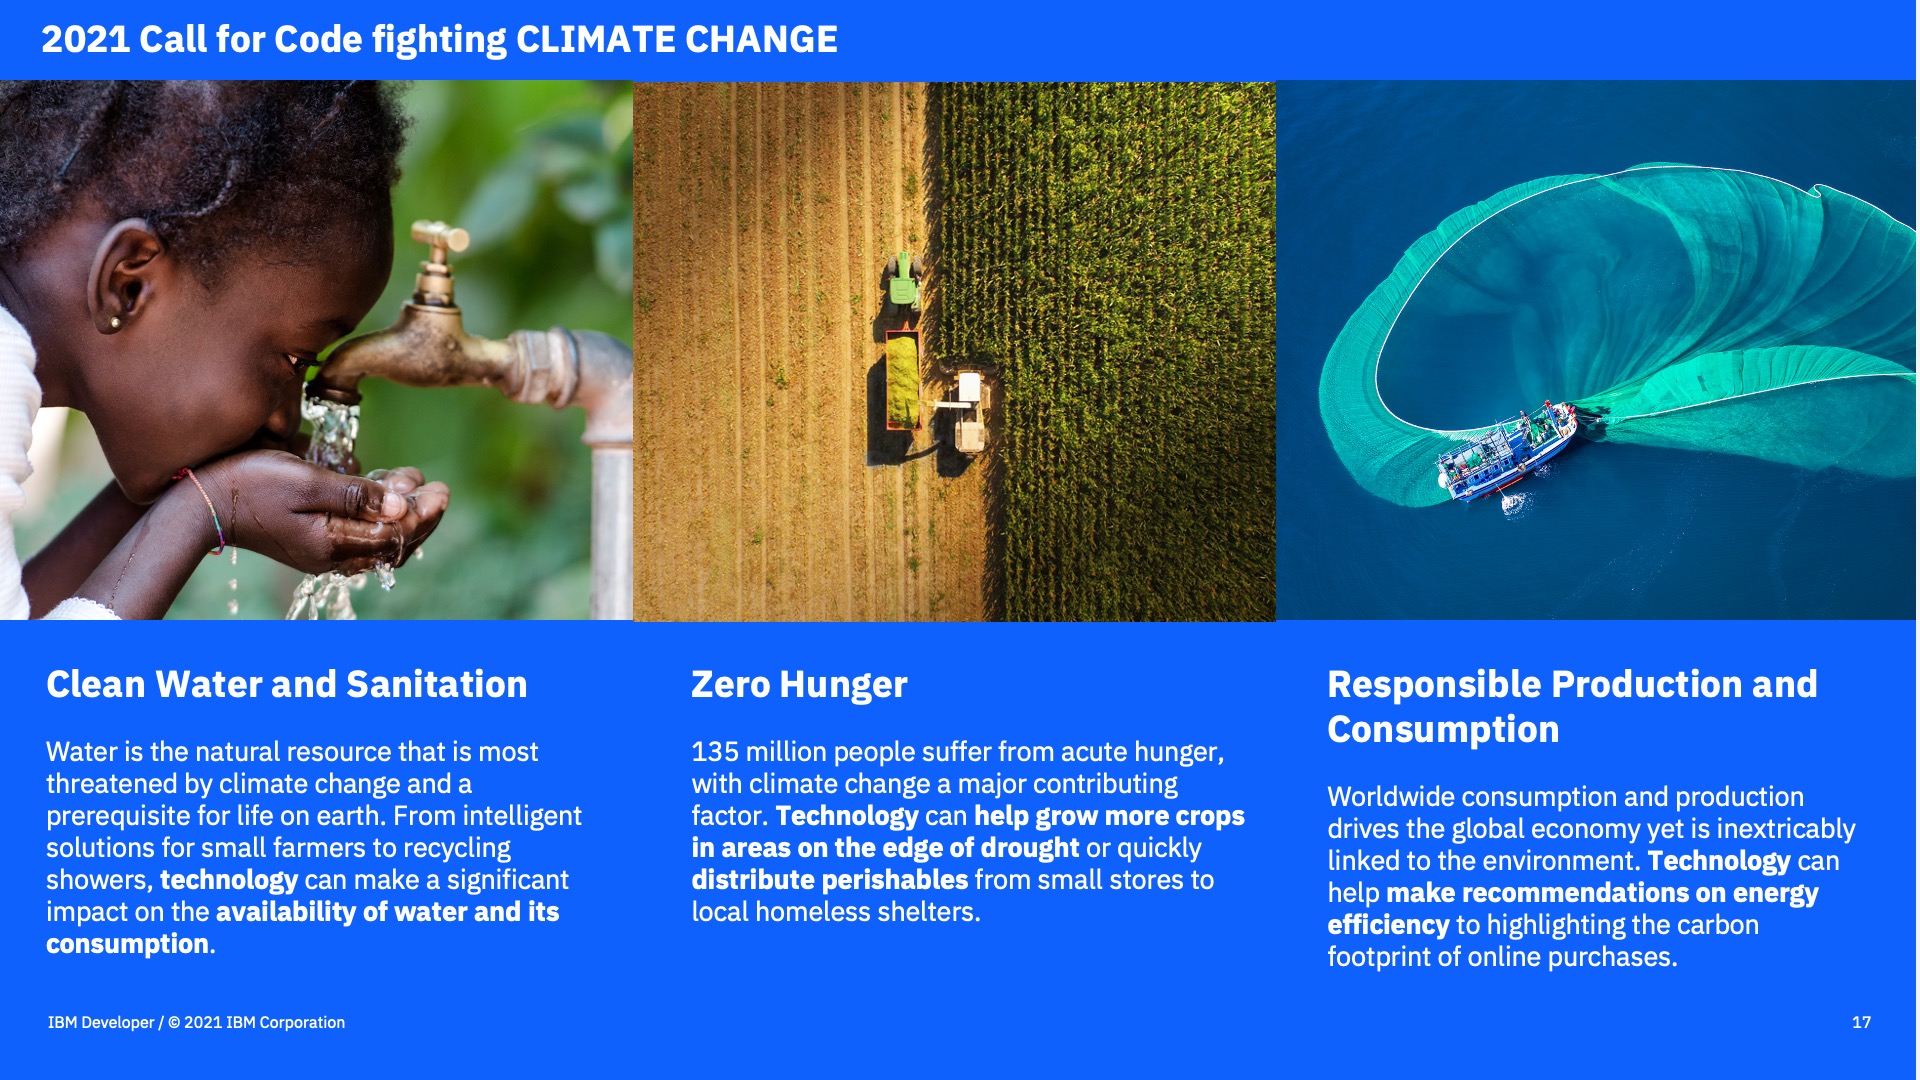 2021 Call for Code fighting CLIMATE CHANGE
Clean Water and Sanitation
Water is the natural resource that is most
threatened by climate change and a
prerequisite for life on earth. From intelligent
solutions for small farmers to recycling
showers, technology can make a significant
impact on the availability of water and its
consumption.
Zero Hunger
135 million people suffer from acute hunger,
with climate change a major contributing
factor. Technology can help grow more crops
in areas on the edge of drought or quickly
distribute perishables from small stores to
local homeless shelters.
Responsible Production and
Consumption
Worldwide consumption and production
drives the global economy yet is inextricably
linked to the environment. Technology can
help make recommendations on energy
efficiency to highlighting the carbon
footprint of online purchases.
IBM Developer / © 2021 IBM Corporation
17